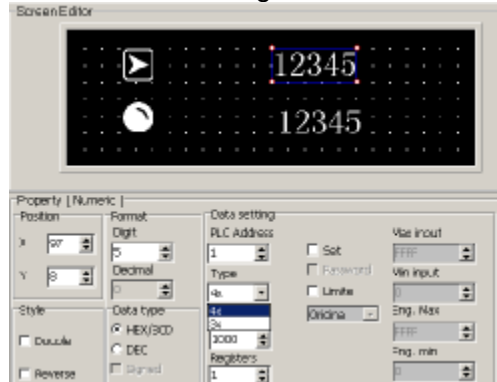 Screen Editor
12345
12345
Property [ Numeric ]
Position
Format
Data setting
Digit
PLC Address
Max input
X 97
5
1
Set
FFFF
Decimal
Type
Password
Min input
Y 8
0
4x
Limits
0
Style
Data type
4x
Eng. Max
3x
HEX/BCD
1000
FFFF
DEC
Registers
Eng. min
Reverse
Signed
1
0